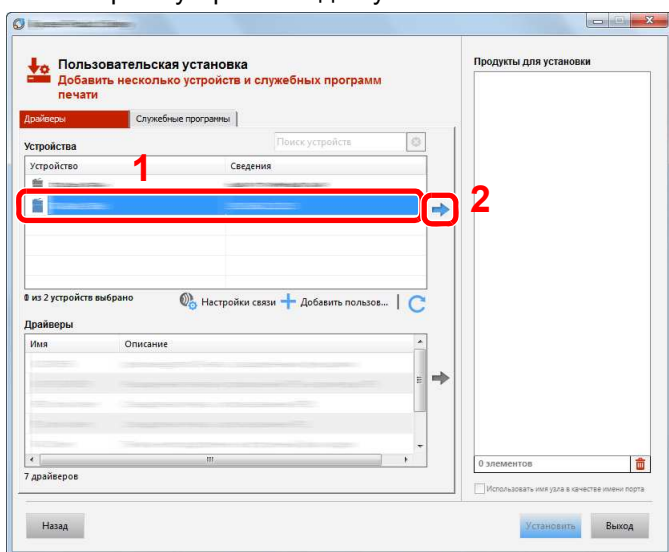 Пользовательская установка
Добавить несколько устройств и служебных программ
печати
Драйверы
Служебные программы
Устройства
Поиск устройств
Устройство
Сведения
1
2
0 из 2 устройств выбрано
Настройки связи
Добавить пользов...
Драйверы
Имя
Описание
7 драйверов
Назад
Продукты для установки
0 элементов
Использовать имя узла в качестве имени порта
Установить
Выход